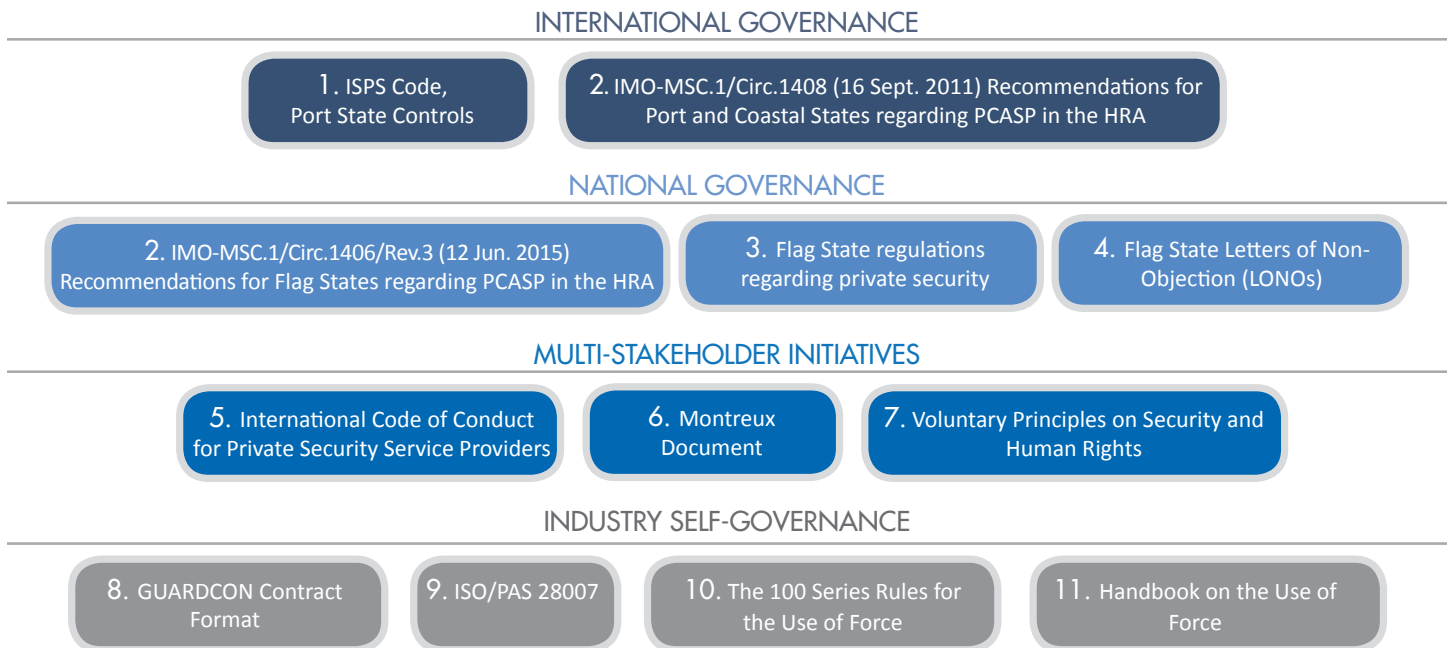 INTERNATIONAL GOVERNANCE
1. ISPS Code,
Port State Controls
2. IMO-MSC.1/Circ.1408 (16 Sept. 2011) Recommendations for
Port and Coastal States regarding PCASP in the HRA
NATIONAL GOVERNANCE
2. IMO-MSC.1/Circ.1406/Rev.3 (12 Jun. 2015)
Recommendations for Flag States regarding PCASP in the HRA
3. Flag State regulations
regarding private security
4. Flag State Letters of Non-
Objection (LONOs)
MULTI-STAKEHOLDER INITIATIVES
5. International Code of Conduct
for Private Security Service Providers
6. Montreux
Document
7. Voluntary Principles on Security and
Human Rights
INDUSTRY SELF-GOVERNANCE
8. GUARDCON Contract
Format
9. ISO/PAS 28007
10. The 100 Series Rules for
the Use of Force
11. Handbook on the Use of
Force